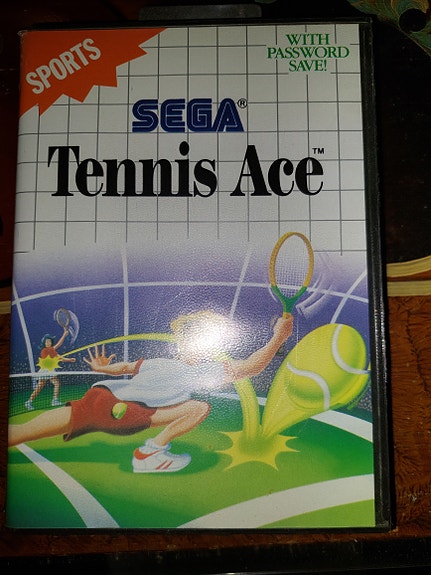 SPORTS
WITH
PASSWORD
SAVE!
SEGA®
Tennis Ace™